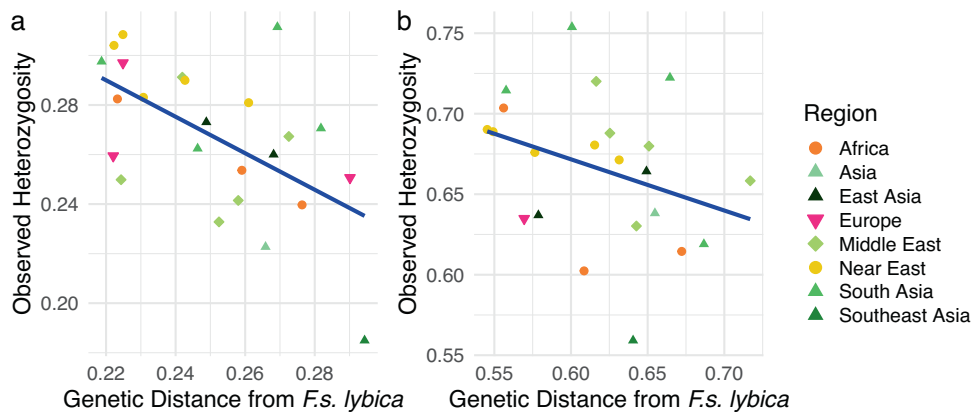 a
Observed Heterozygosity
0.28
0.24
0.20
0.22 0.24 0.26 0.28
Genetic Distance from F.s. lybica
b
Observed Heterozygosity
0.75
0.70
0.65
0.60
0.55
0.55 0.60 0.65 0.70
Genetic Distance from F.s. lybica
Region
Africa
Asia
East Asia
Europe
Middle East
Near East
South Asia
Southeast Asia